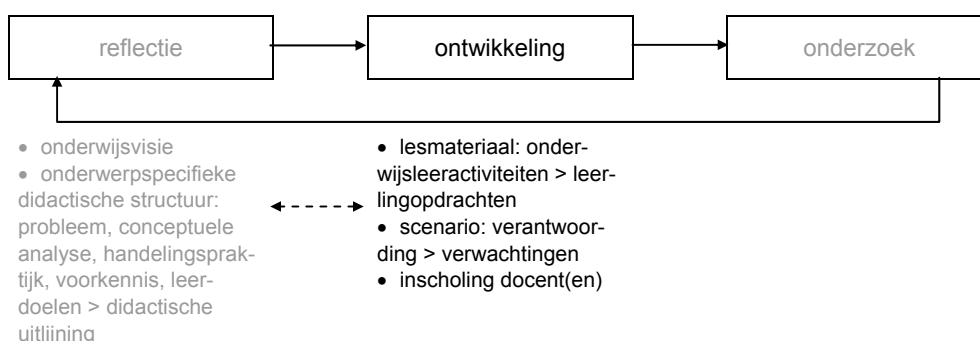 reflectie
ontwikkeling
onderzoek
• onderwijsvisie
• onderwerpspecifieke
didactische structuur:
probleem, conceptuele
analyse, handelingsprak-
tijk, voorkennis, leer-
doelen > didactische
uitlijning
• lesmateriaal: onder-
wijsleeractiviteiten > leer-
lingopdrachten
• scenario: verantwoor-
ding > verwachtingen
• inscholing docent(en)